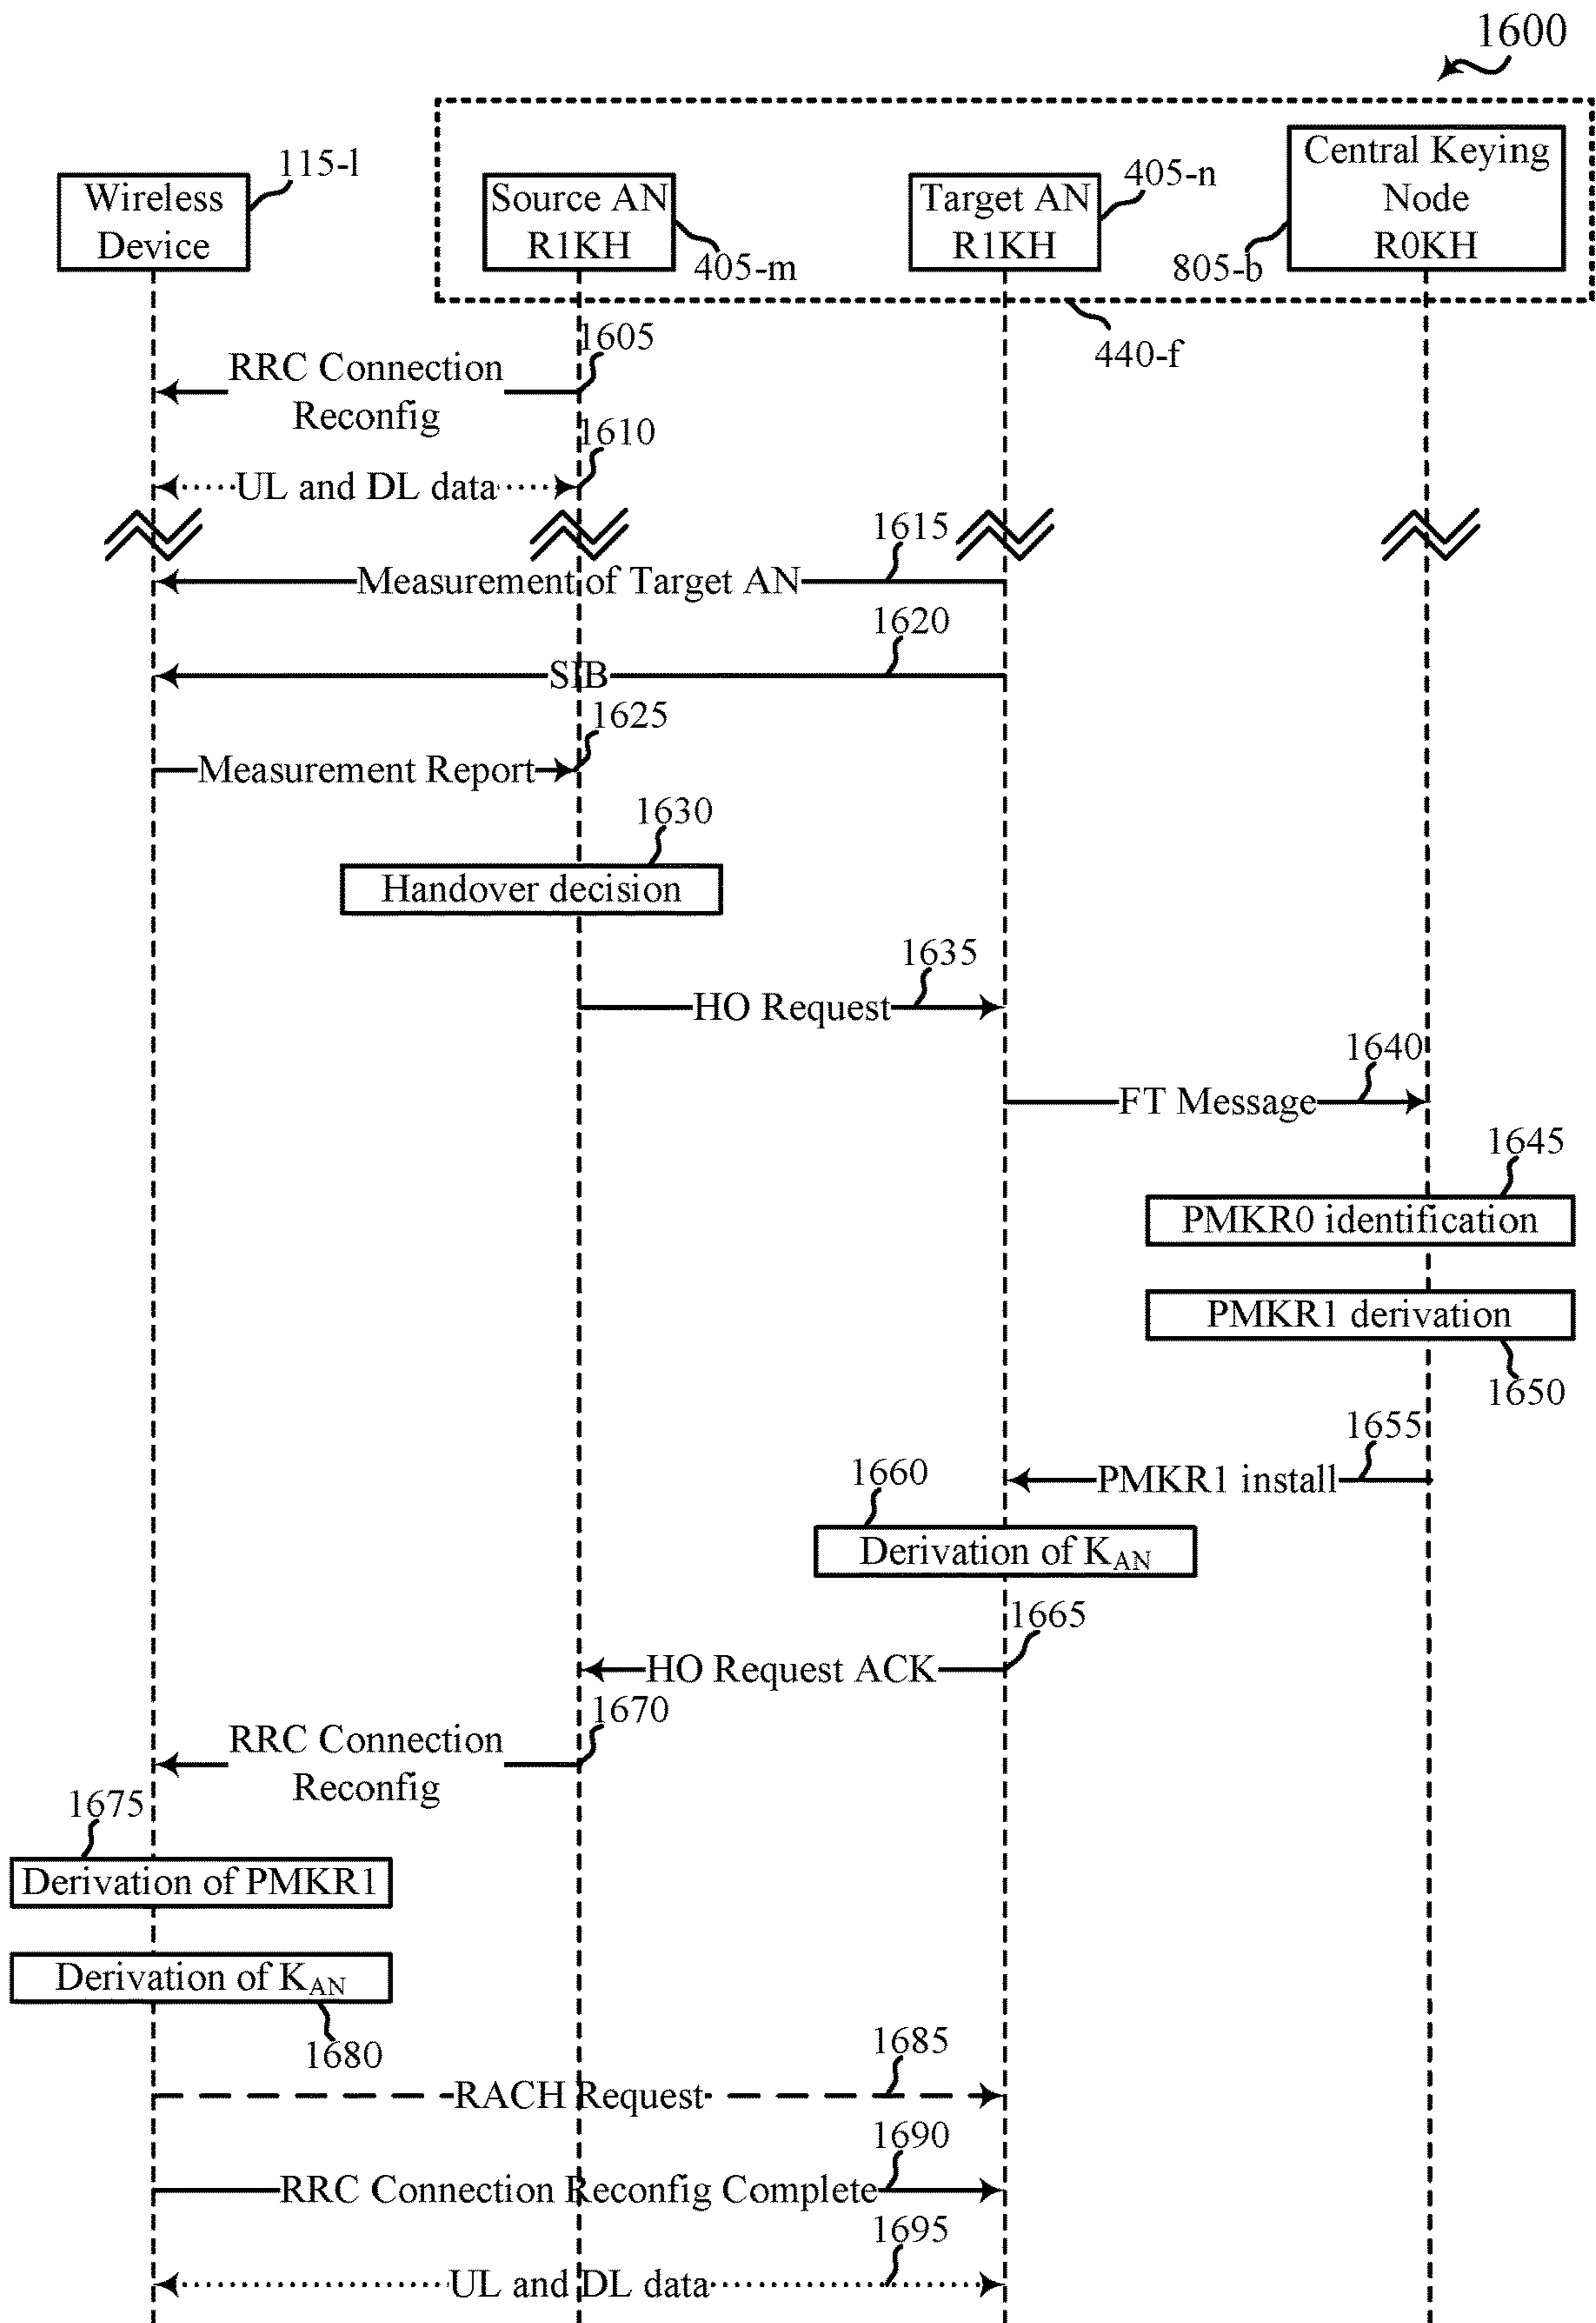 1600
115-l
Wireless
Device
Source AN
R1KH
405-m
Target AN
R1KH
405-n
Central Keying
Node
R0KH
805-b
440-f
1605
RRC Connection
Reconfig
1610
UL and DL data
1615
Measurement of Target AN
1620
SIB
1625
Measurement Report
1630
Handover decision
1635
HO Request
1640
FT Message
1645
PMKR0 identification
PMKR1 derivation
1650
1655
PMKR1 install
1660
Derivation of KAN
1665
HO Request ACK
1670
RRC Connection
Reconfig
1675
Derivation of PMKR1
Derivation of KAN
1680
1685
RACH Request
1690
RRC Connection Reconfig Complete
1695
UL and DL data